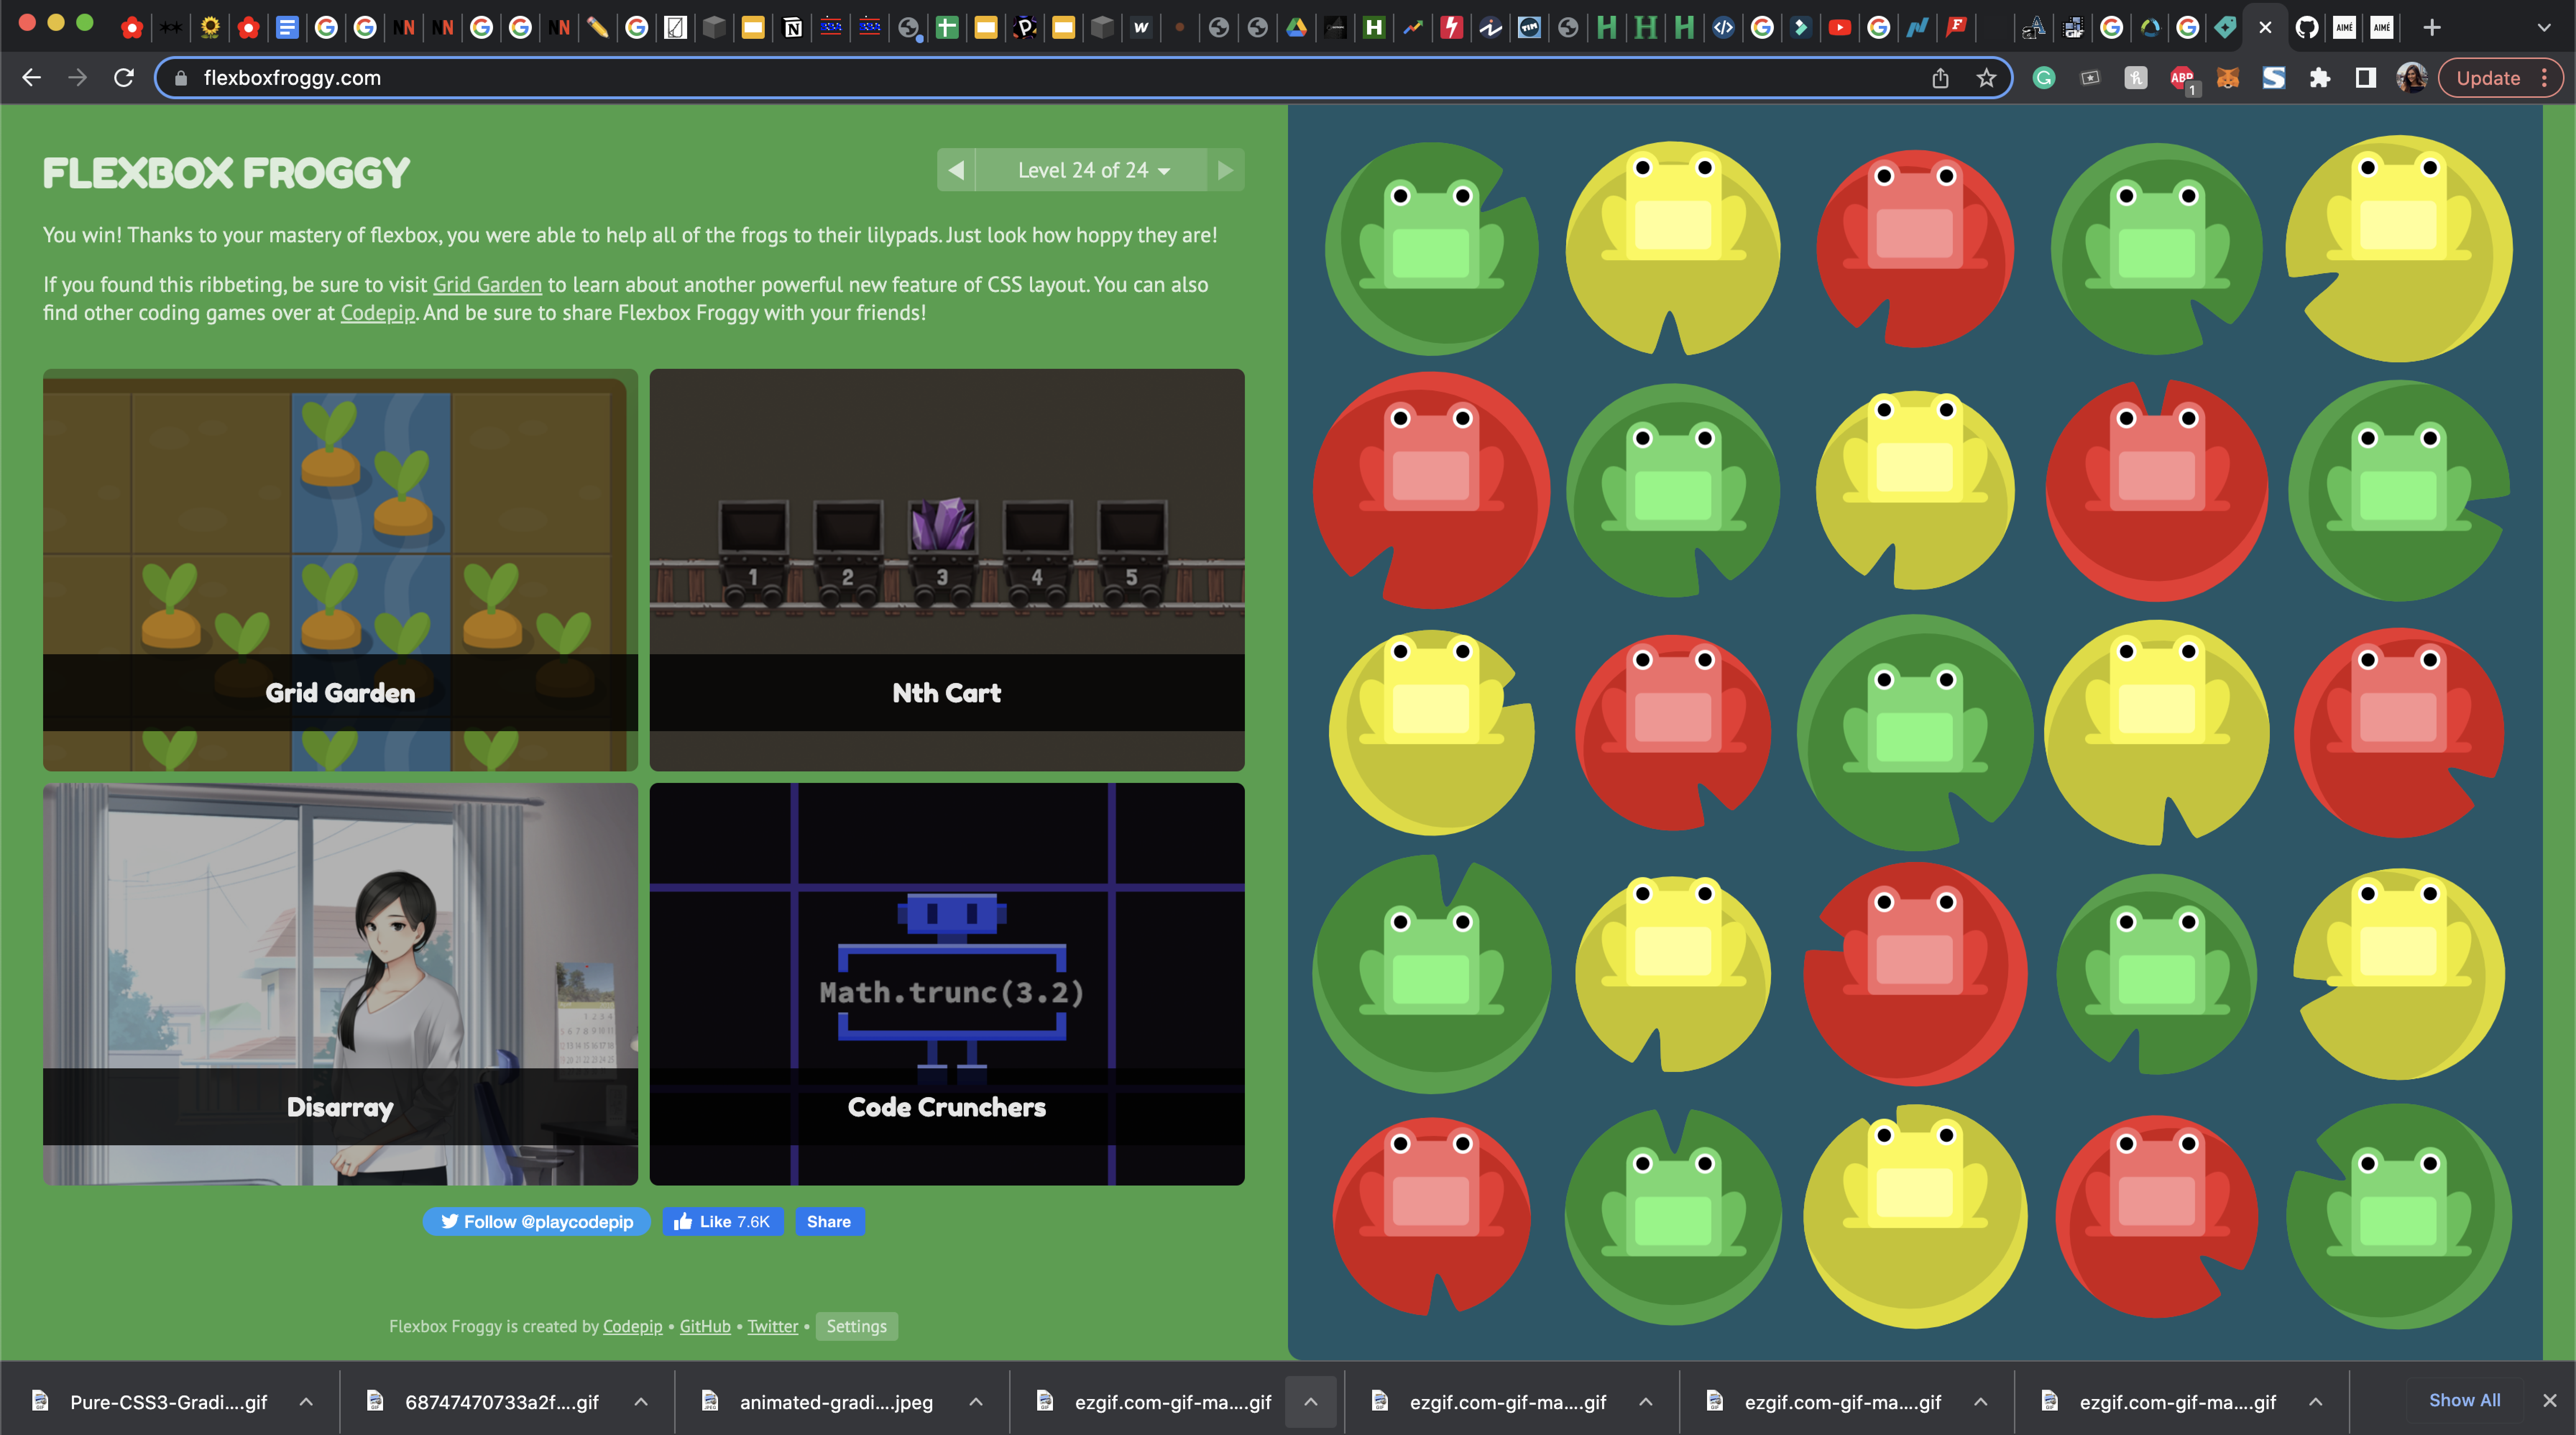 flexboxfroggy.com
ABP
1
Update
FLEXBOX FROGGY
Level 24 of 24
You win! Thanks to your mastery of flexbox, you were able to help all of the frogs to their lilypads. Just look how hoppy they are!
If you found this ribbeting, be sure to visit Grid Garden to learn about another powerful new feature of CSS layout. You can also
find other coding games over at Codepip. And be sure to share Flexbox Froggy with your friends!
1 2 3 4 5
Grid Garden
Nth Cart
Math.trunc(3.2)
Disarray
Code Crunchers
Follow @playcodepip
Like 7.6K
Share
Flexbox Froggy is created by Codepip • GitHub • Twitter • Settings
Pure-CSS3-Gradi....gif
68747470733a2f....gif
animated-gradi....jpeg
ezgif.com-gif-ma....gif
ezgif.com-gif-ma....gif
ezgif.com-gif-ma....gif
ezgif.com-gif-ma....gif
Show All